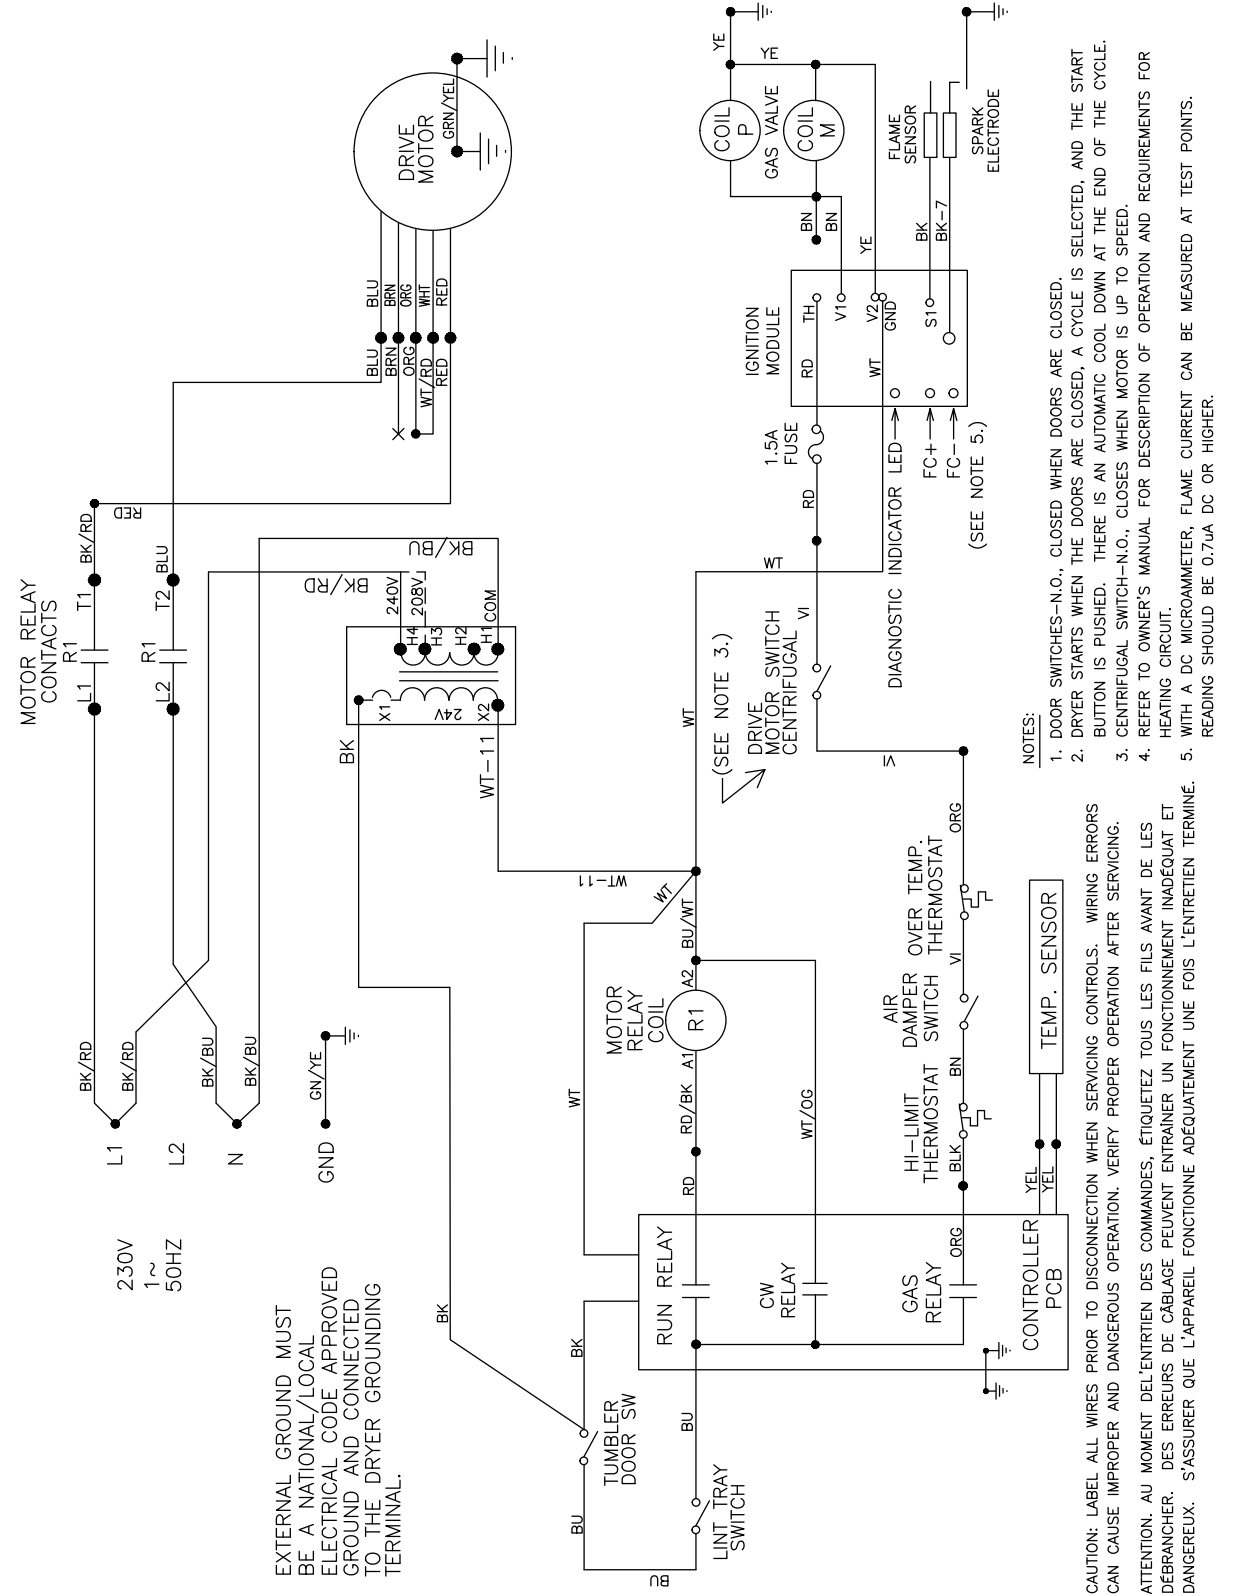 MOTOR RELAY
CONTACTS
R1
L1
T1
BK/RD
RED
R1
L2
T2
BLU
BLU
BRN
ORG
WT/RD
RED
BLU
BRN
ORG
WHT
RED
DRIVE
MOTOR
GRN/YEL
BK/RD
BK/BU
240V
208V
COM
H4
H3
H2
H1
X1
24V
X2
BK
WT-11
WT-11
230V
1~
50HZ
L1
L2
N
GND
BK/RD
BK/RD
BK/BU
BK/BU
GN/YE
EXTERNAL GROUND MUST
BE A NATIONAL/LOCAL
ELECTRICAL CODE APPROVED
GROUND AND CONNECTED
TO THE DRYER GROUNDING
TERMINAL.
BK
BK
TUMBLER
DOOR SW
BU
BU
LINT TRAY
SWITCH
BU
RUN RELAY
CW
RELAY
GAS
RELAY
CONTROLLER
PCB
WT
WT
RD
RD/BK
A1
R1
A2
MOTOR
RELAY
COIL
BU/WT
WT/OG
ORG
BLK
HI-LIMIT
THERMOSTAT
BN
AIR
DAMPER
SWITCH
VI
OVER TEMP.
THERMOSTAT
ORG
YEL
YEL
TEMP. SENSOR
VI
VI
(SEE NOTE 3.)
DRIVE
MOTOR SWITCH
CENTRIFUGAL
WT
WT
RD
1.5A
FUSE
IGNITION
MODULE
RD
TH
V1
V2
GND
WT
S1
DIAGNOSTIC INDICATOR LED
FC+
FC-
(SEE NOTE 5.)
BN
BN
YE
BK
BK-7
FLAME
SENSOR
SPARK
ELECTRODE
COIL
P
GAS VALVE
COIL
M
YE
YE
NOTES:
1. DOOR SWITCHES-N.O., CLOSED WHEN DOORS ARE CLOSED.
2. DRYER STARTS WHEN THE DOORS ARE CLOSED, A CYCLE IS SELECTED, AND THE START
BUTTON IS PUSHED. THERE IS AN AUTOMATIC COOL DOWN AT THE END OF THE CYCLE.
3. CENTRIFUGAL SWITCH-N.O., CLOSES WHEN MOTOR IS UP TO SPEED.
4. REFER TO OWNER'S MANUAL FOR DESCRIPTION OF OPERATION AND REQUIREMENTS FOR
HEATING CIRCUIT.
5. WITH A DC MICROAMMETER, FLAME CURRENT CAN BE MEASURED AT TEST POINTS.
READING SHOULD BE 0.7uA DC OR HIGHER.
CAUTION: LABEL ALL WIRES PRIOR TO DISCONNECTION WHEN SERVICING CONTROLS. WIRING ERRORS
CAN CAUSE IMPROPER AND DANGEROUS OPERATION. VERIFY PROPER OPERATION AFTER SERVICING.
ATTENTION. AU MOMENT DEL'ENTRTIEN DES COMMANDES, ÉTIQUETEZ TOUS LES FILS AVANT DE LES
DÉBRANCHER. DES ERREURS DE CÂBLAGE PEUVENT ENTRAÎNER UN FONCTIONNEMENT INADÉQUAT ET
DANGEREUX. S'ASSURER QUE L'APPAREIL FONCTIONNE ADÉQUATEMENT UNE FOIS L'ENTRETIEN TERMINÉ.